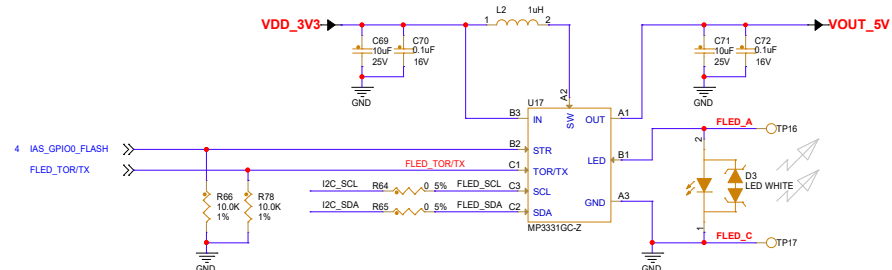 L2 1uH
VDD_3V3 1 2 VOUT_5V
C69 C70 C71 C72
10uF 0.1uF 10uF 0.1uF
25V 16V 25V 16V
A2
GND U17 GND
B3 IN SW OUT A1
FLED_A TP16
4 IAS_GPIO0_FLASH B2 STR LED B1 2
FLED_TOR/TX FLED_TOR/TX C1 TOR/TX
D3
LED WHITE
R66 R78 I2C_SCL R64 0 5% FLED_SCL C3 SCL GND A3
10.0K 10.0K
1% 1% I2C_SDA R65 0 5% FLED_SDA C2 SDA 1
MP3331GC-Z FLED_C TP17
GND GND